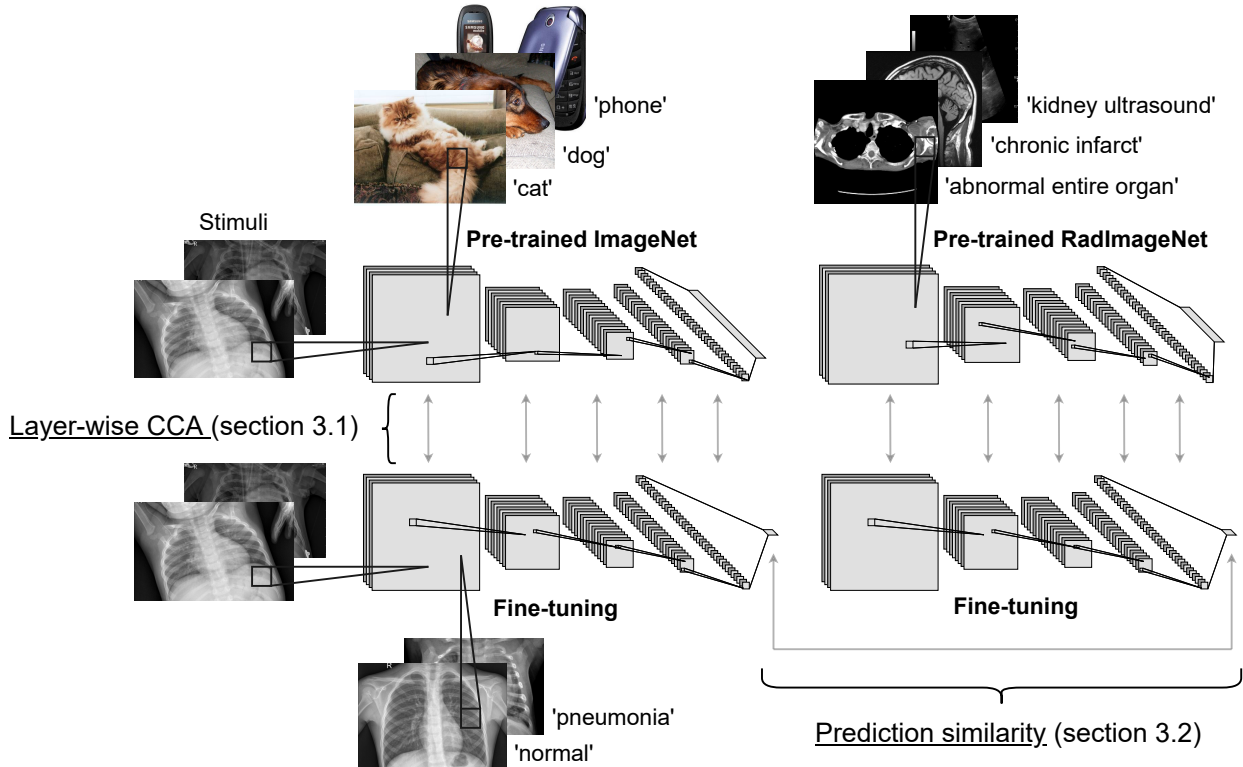 SAMSUNG
'phone'
'dog'
'cat'
'kidney ultrasound'
'chronic infarct'
'abnormal entire organ'
Stimuli
Pre-trained ImageNet
Pre-trained RadImageNet
R
Layer-wise CCA (section 3.1)
R
Fine-tuning
Fine-tuning
R
'pneumonia'
'normal'
Prediction similarity (section 3.2)